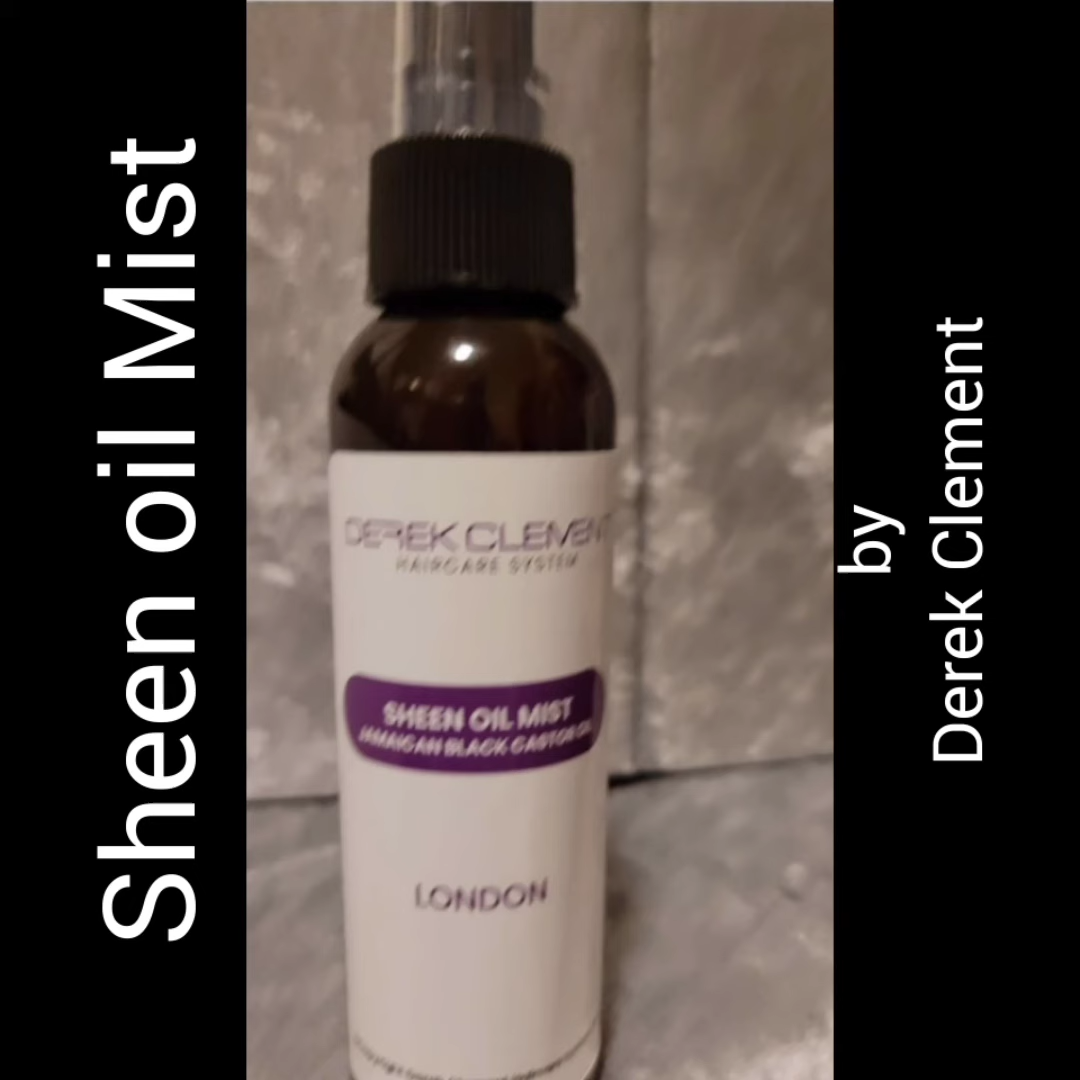 Sheen oil Mist
DEREK CLEMENT
HAIRCARE SYSTEM
SHEEN OIL MIST
JAMAICAN BLACK CASTOR OIL
LONDON
by
Derek Clement